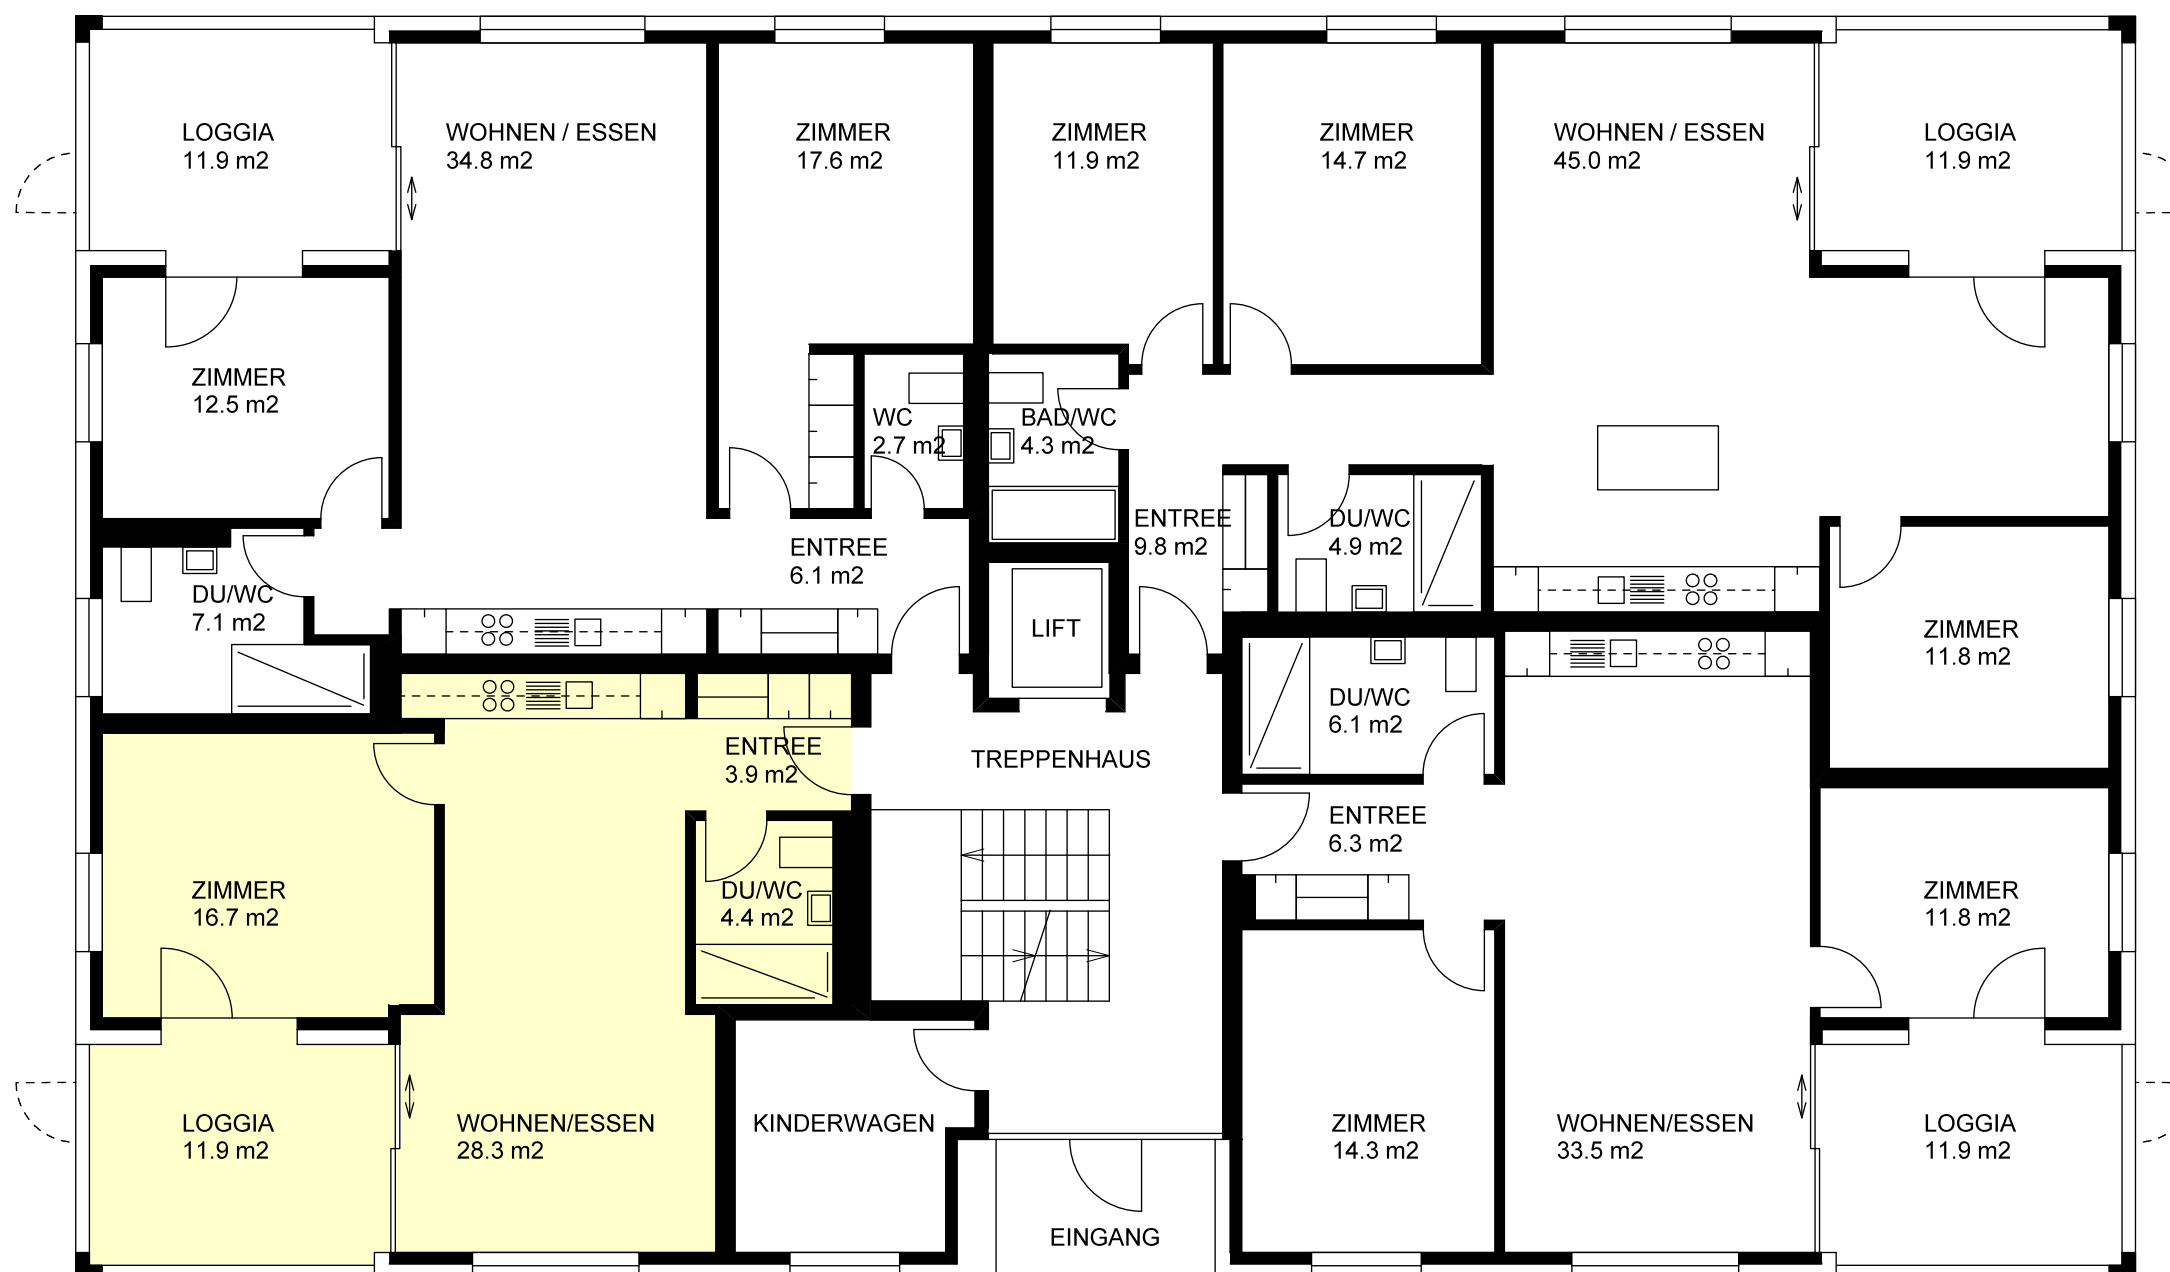 LOGGIA
11.9 m2
WOHNEN / ESSEN
34.8 m2
ZIMMER
17.6 m2
ZIMMER
11.9 m2
ZIMMER
14.7 m2
WOHNEN / ESSEN
45.0 m2
LOGGIA
11.9 m2
ZIMMER
12.5 m2
WC
2.7 m2
BAD/WC
4.3 m2
ENTREE
6.1 m2
ENTREE
9.8 m2
DU/WC
4.9 m2
DU/WC
7.1 m2
LIFT
ZIMMER
11.8 m2
DU/WC
6.1 m2
ENTREE
3.9 m2
TREPPENHAUS
ENTREE
6.3 m2
ZIMMER
16.7 m2
DU/WC
4.4 m2
ZIMMER
11.8 m2
LOGGIA
11.9 m2
WOHNEN/ESSEN
28.3 m2
KINDERWAGEN
ZIMMER
14.3 m2
WOHNEN/ESSEN
33.5 m2
LOGGIA
11.9 m2
EINGANG